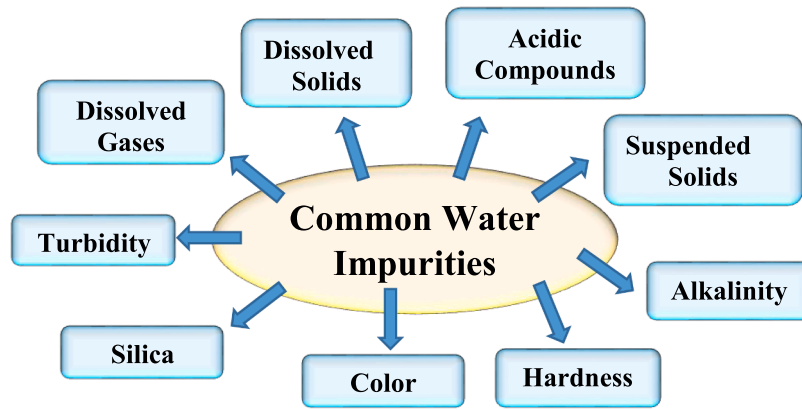 Dissolved
Solids
Acidic
Compounds
Dissolved
Gases
Suspended
Solids
Common Water
Impurities
Turbidity
Alkalinity
Silica
Color
Hardness